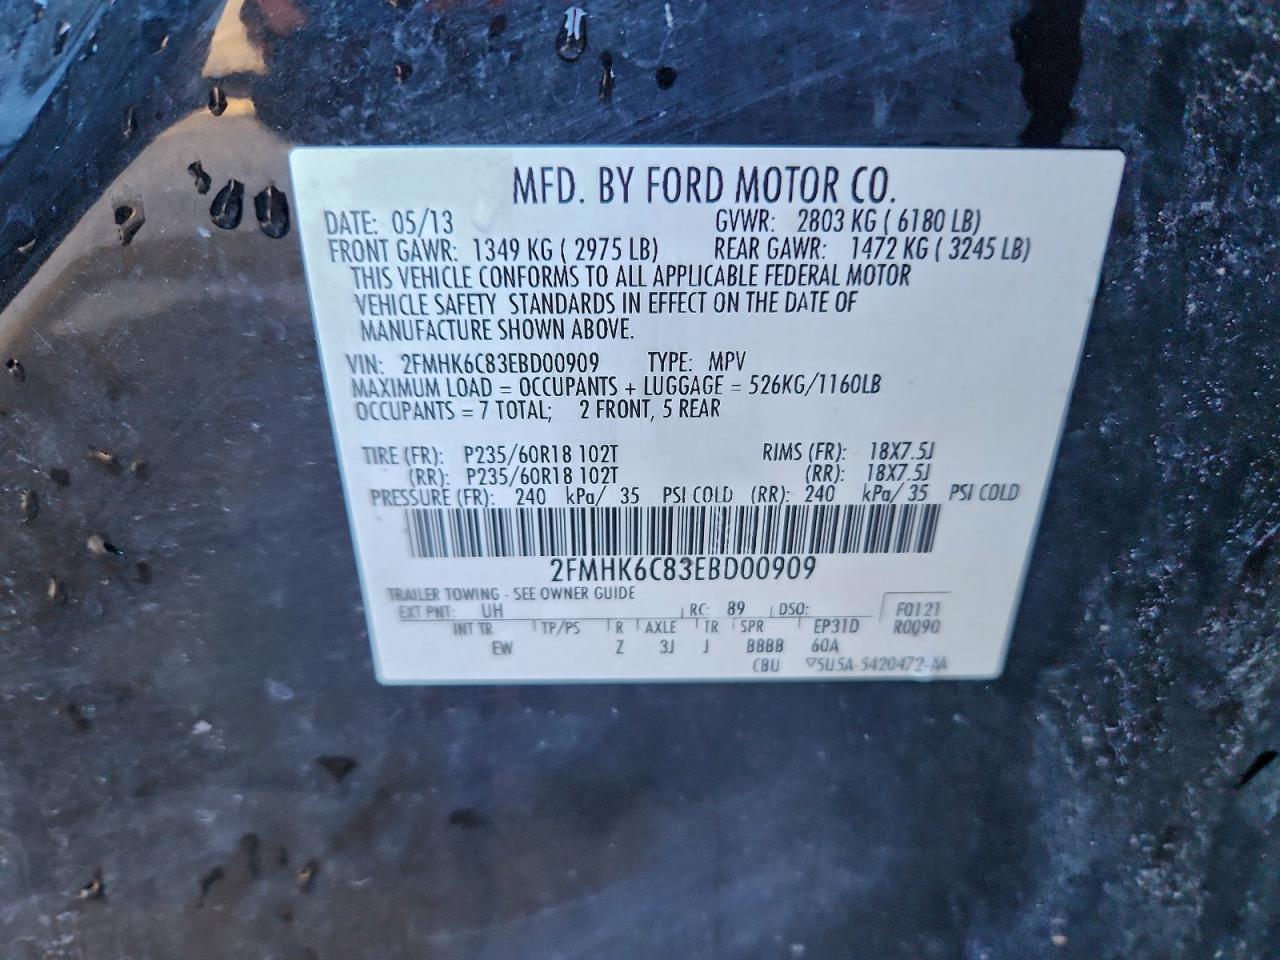 MFD. BY FORD MOTOR CO.
DATE: 05/13 GVWR: 2803 KG ( 6180 LB)
FRONT GAWR: 1349 KG ( 2975 LB) REAR GAWR: 1472 KG ( 3245 LB)
THIS VEHICLE CONFORMS TO ALL APPLICABLE FEDERAL MOTOR
VEHICLE SAFETY STANDARDS IN EFFECT ON THE DATE OF
MANUFACTURE SHOWN ABOVE.
VIN: 2FMHK6C83EBD00909 TYPE: MPV
MAXIMUM LOAD = OCCUPANTS + LUGGAGE = 526KG/1160LB
OCCUPANTS = 7 TOTAL; 2 FRONT, 5 REAR
TIRE (FR): P235/60R18 102T RIMS (FR): 18X7.5J
(RR): P235/60R18 102T (RR): 18X7.5J
PRESSURE (FR): 240 kPa/ 35 PSI COLD (RR): 240 kPa/ 35 PSI COLD
2FMHK6C83EBD00909
TRAILER TOWING - SEE OWNER GUIDE
EXT PNT: UH RC: 89 DSO: F0121
INT TR TP/PS R AXLE TR SPR EP31D R0090
EW Z 3J J BBBB 60A
CBU 5U5A-5420472-AA